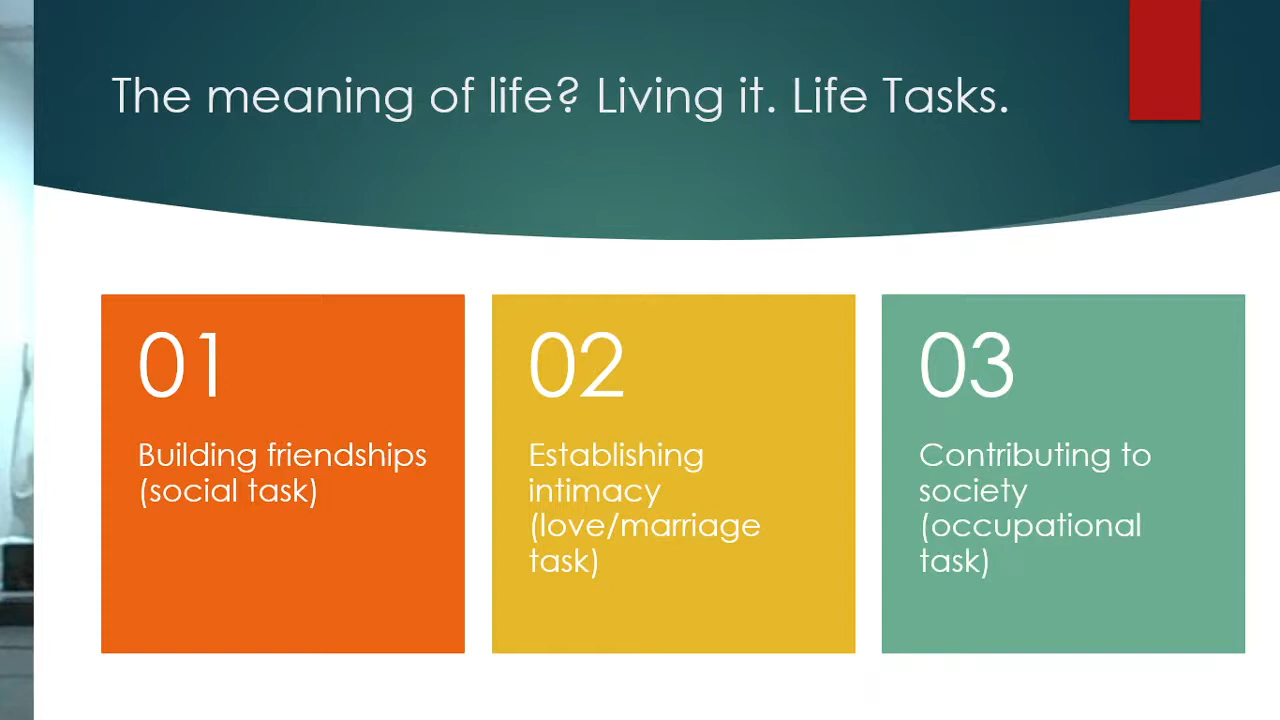 The meaning of life? Living it. Life Tasks.
01
Building friendships
(social task)
02
Establishing
intimacy
(love/marriage
task)
03
Contributing to
society
(occupational
task)